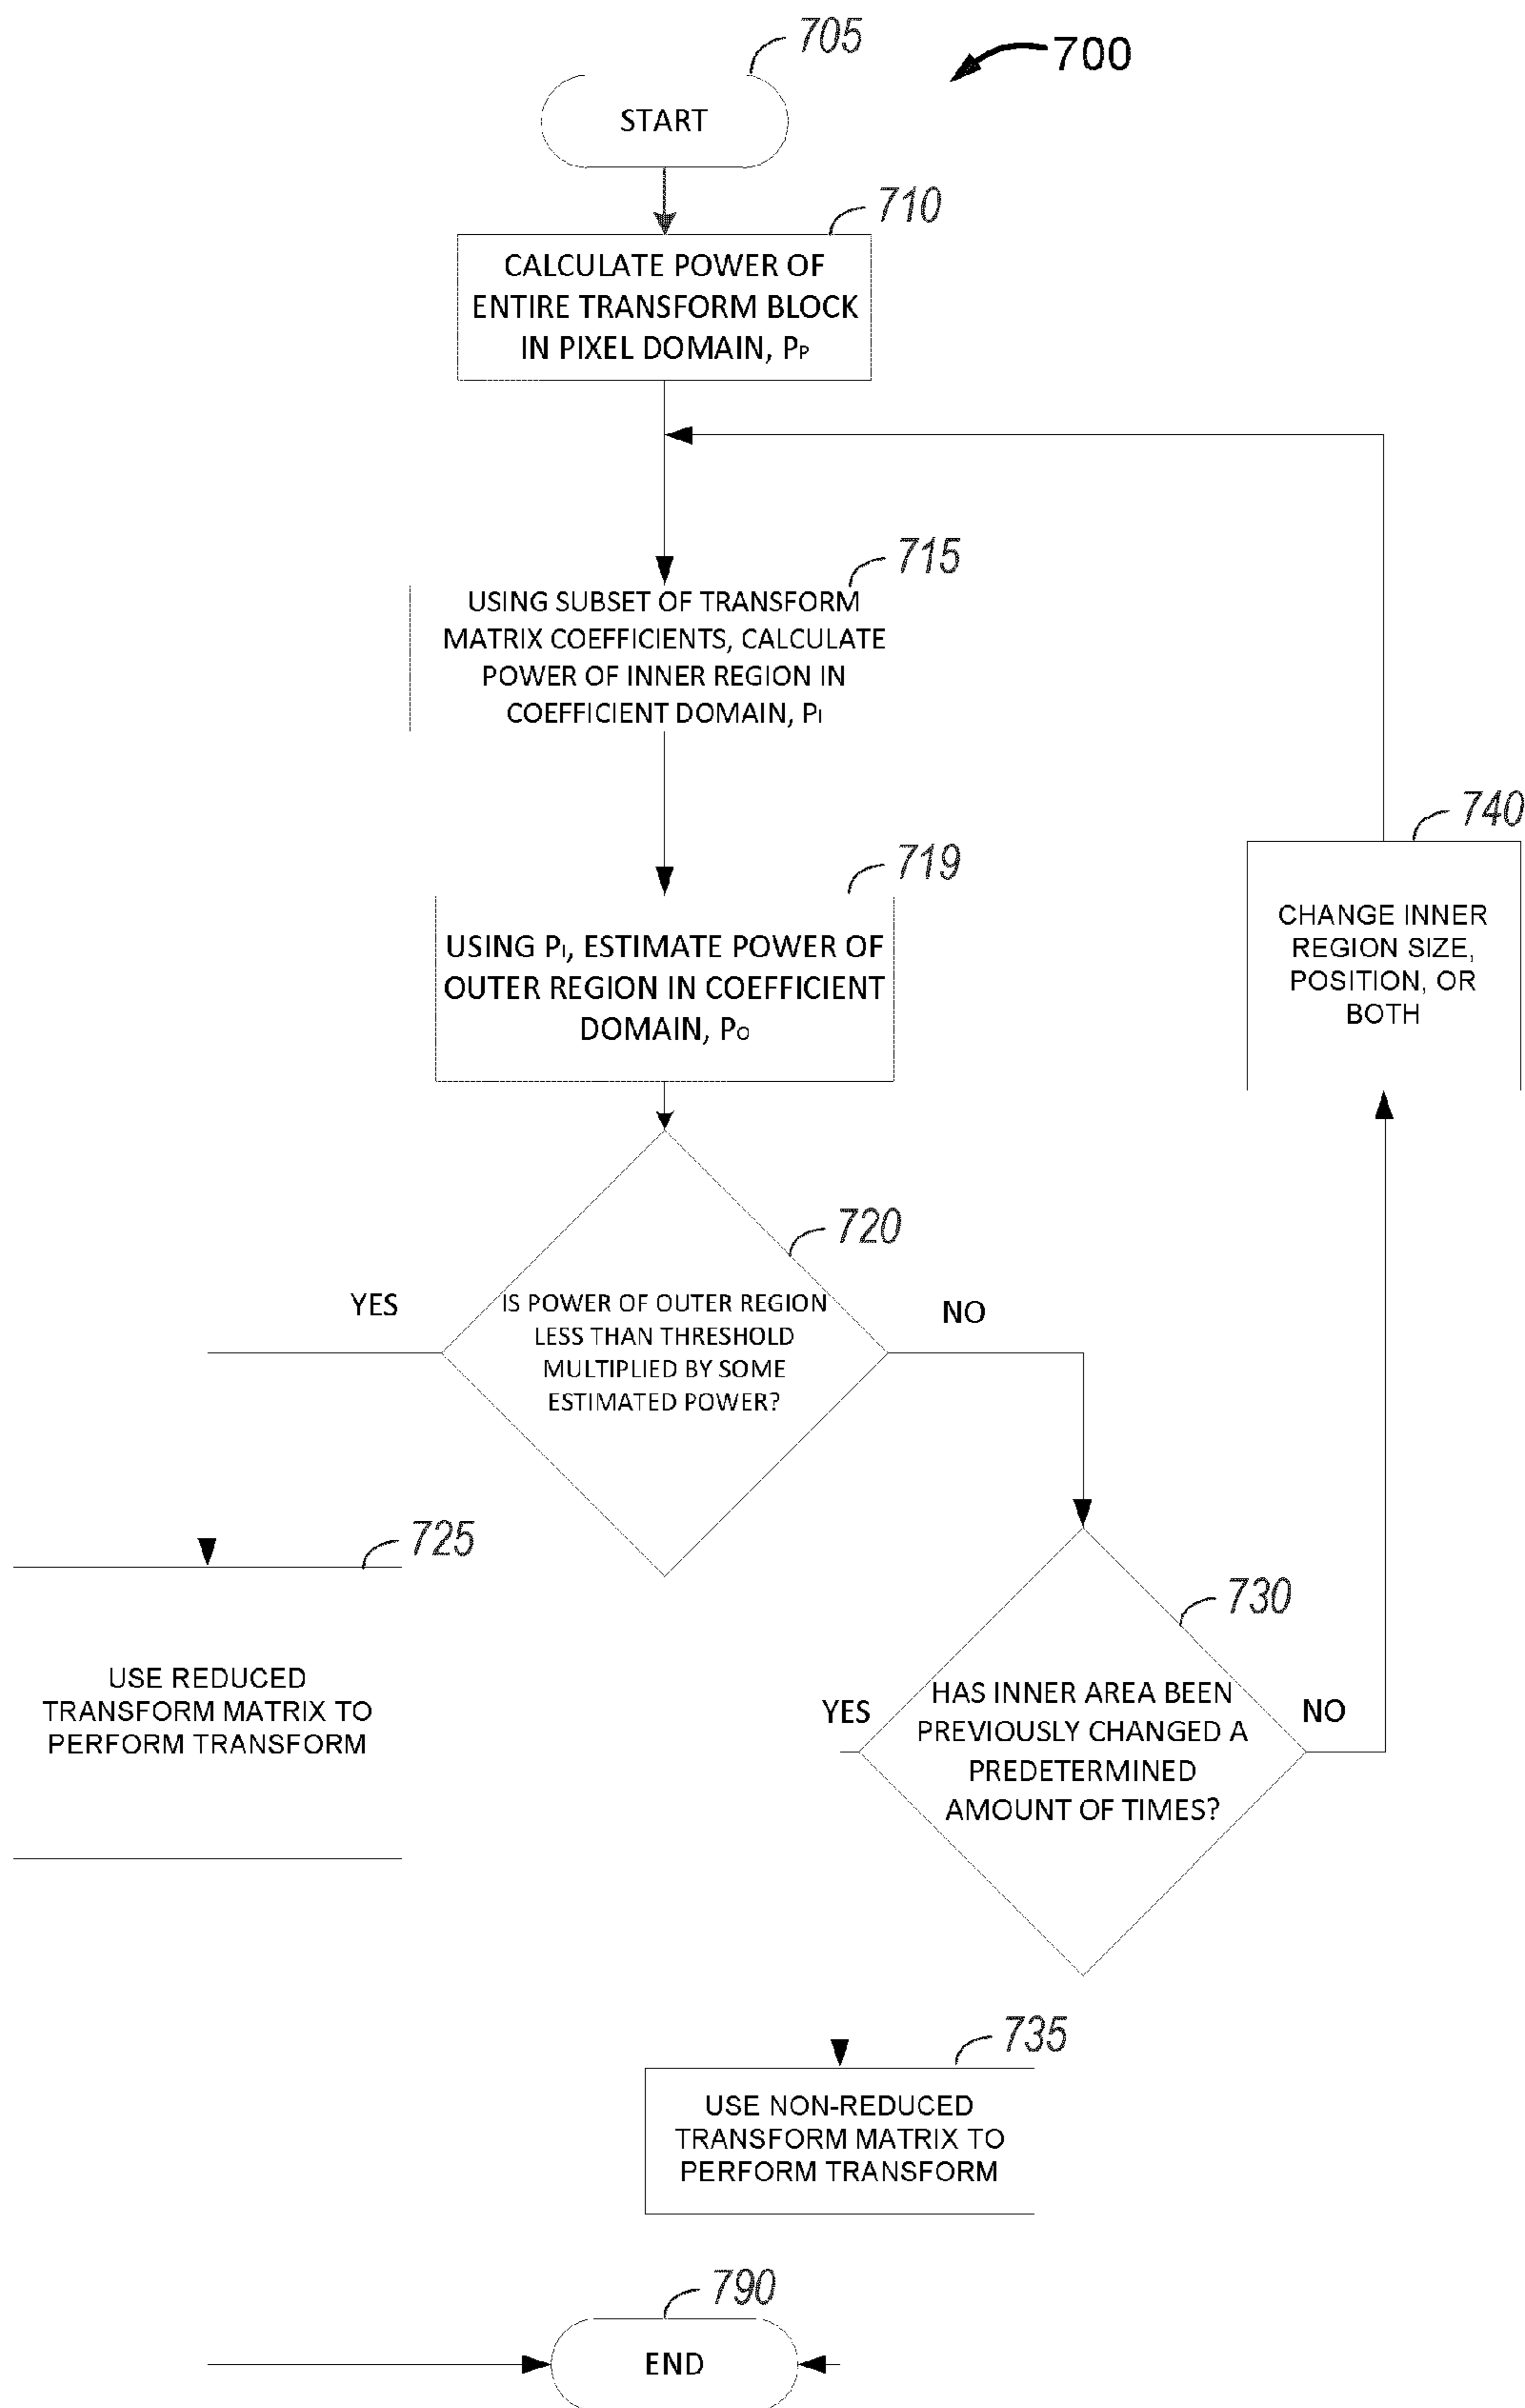 705
700
START
710
CALCULATE POWER OF
ENTIRE TRANSFORM BLOCK
IN PIXEL DOMAIN, PP
715
USING SUBSET OF TRANSFORM
MATRIX COEFFICIENTS, CALCULATE
POWER OF INNER REGION IN
COEFFICIENT DOMAIN, PI
719
USING PI, ESTIMATE POWER OF
OUTER REGION IN COEFFICIENT
DOMAIN, PO
740
CHANGE INNER
REGION SIZE,
POSITION, OR
BOTH
720
IS POWER OF OUTER REGION
LESS THAN THRESHOLD
MULTIPLIED BY SOME
ESTIMATED POWER?
YES
NO
725
USE REDUCED
TRANSFORM MATRIX TO
PERFORM TRANSFORM
730
HAS INNER AREA BEEN
PREVIOUSLY CHANGED A
PREDETERMINED
AMOUNT OF TIMES?
YES
NO
735
USE NON-REDUCED
TRANSFORM MATRIX TO
PERFORM TRANSFORM
790
END